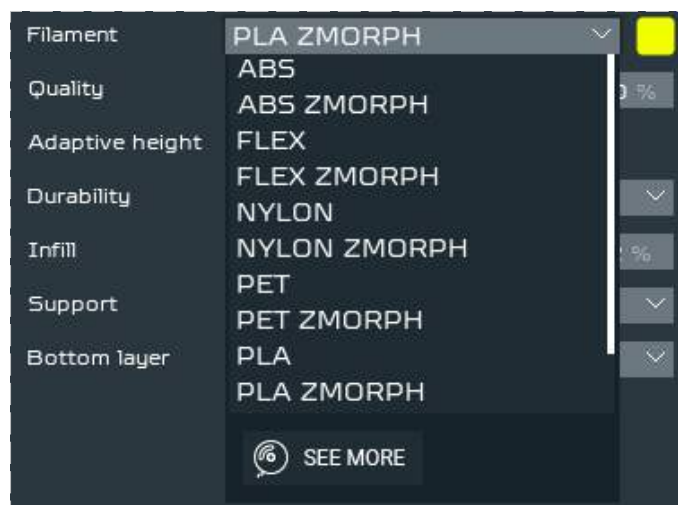 Filament
PLA ZMORPH
ABS
Quality
%
ABS ZMORPH
Adaptive height
FLEX
FLEX ZMORPH
Durability
NYLON
Infill
NYLON ZMORPH
%
PET
Support
PET ZMORPH
Bottom layer
PLA
PLA ZMORPH
SEE MORE